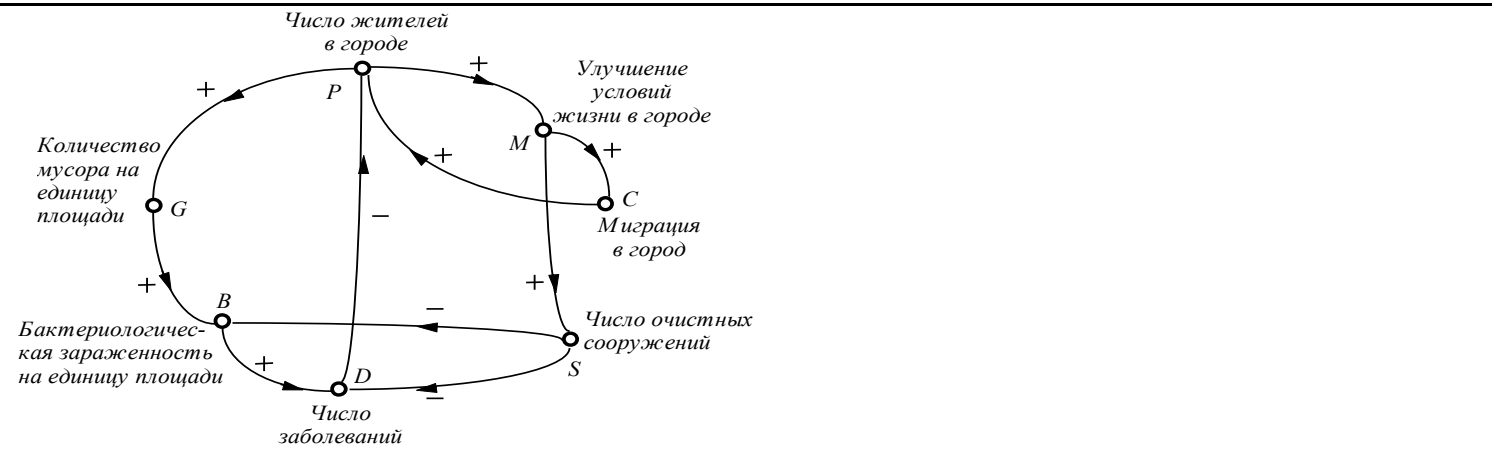 Число жителей
в городе
P
+
+
Улучшение
условий
жизни в городе
M
+
+
C
Миграция
в город
Количество
мусора на
единицу
площади
G
−
+
+
B
−
Бактериологичес-
кая зараженность
на единицу площади
+
Число очистных
сооружений
S
D
−
Число
заболеваний